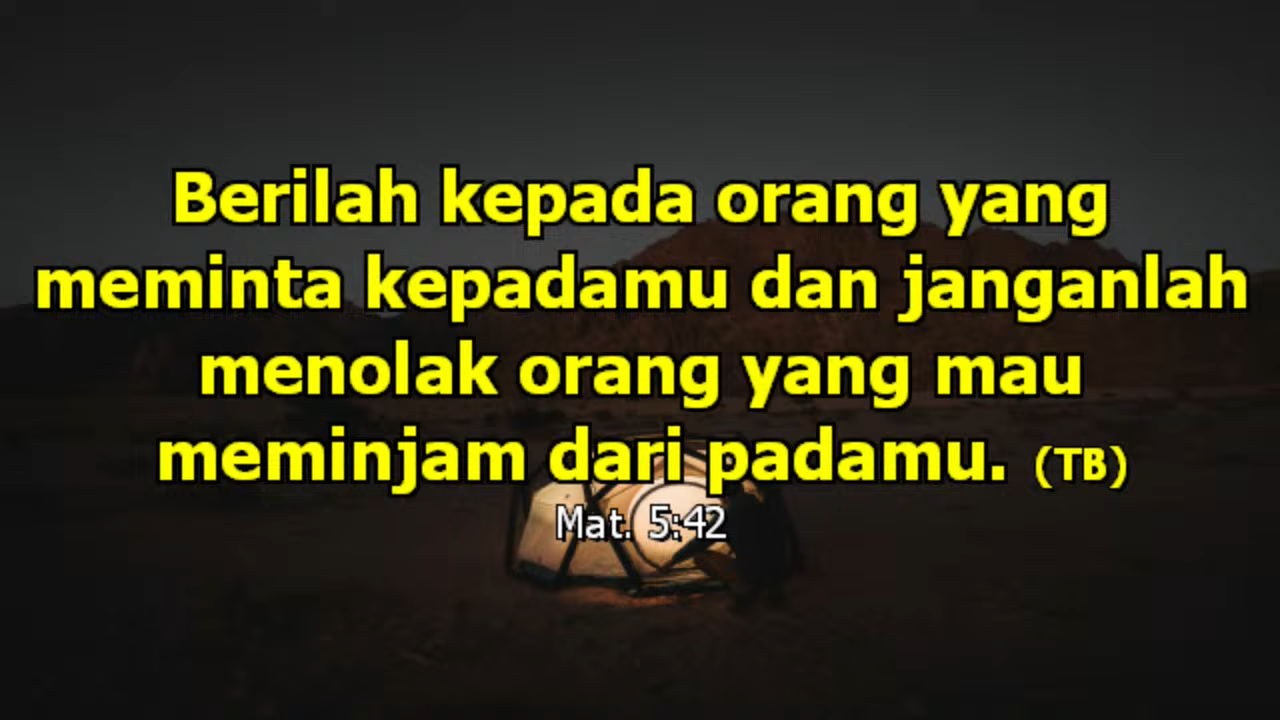 Berilah kepada orang yang
meminta kepadamu dan janganlah
menolak orang yang mau
meminjam dari padamu. (TB)
Mat. 5:42